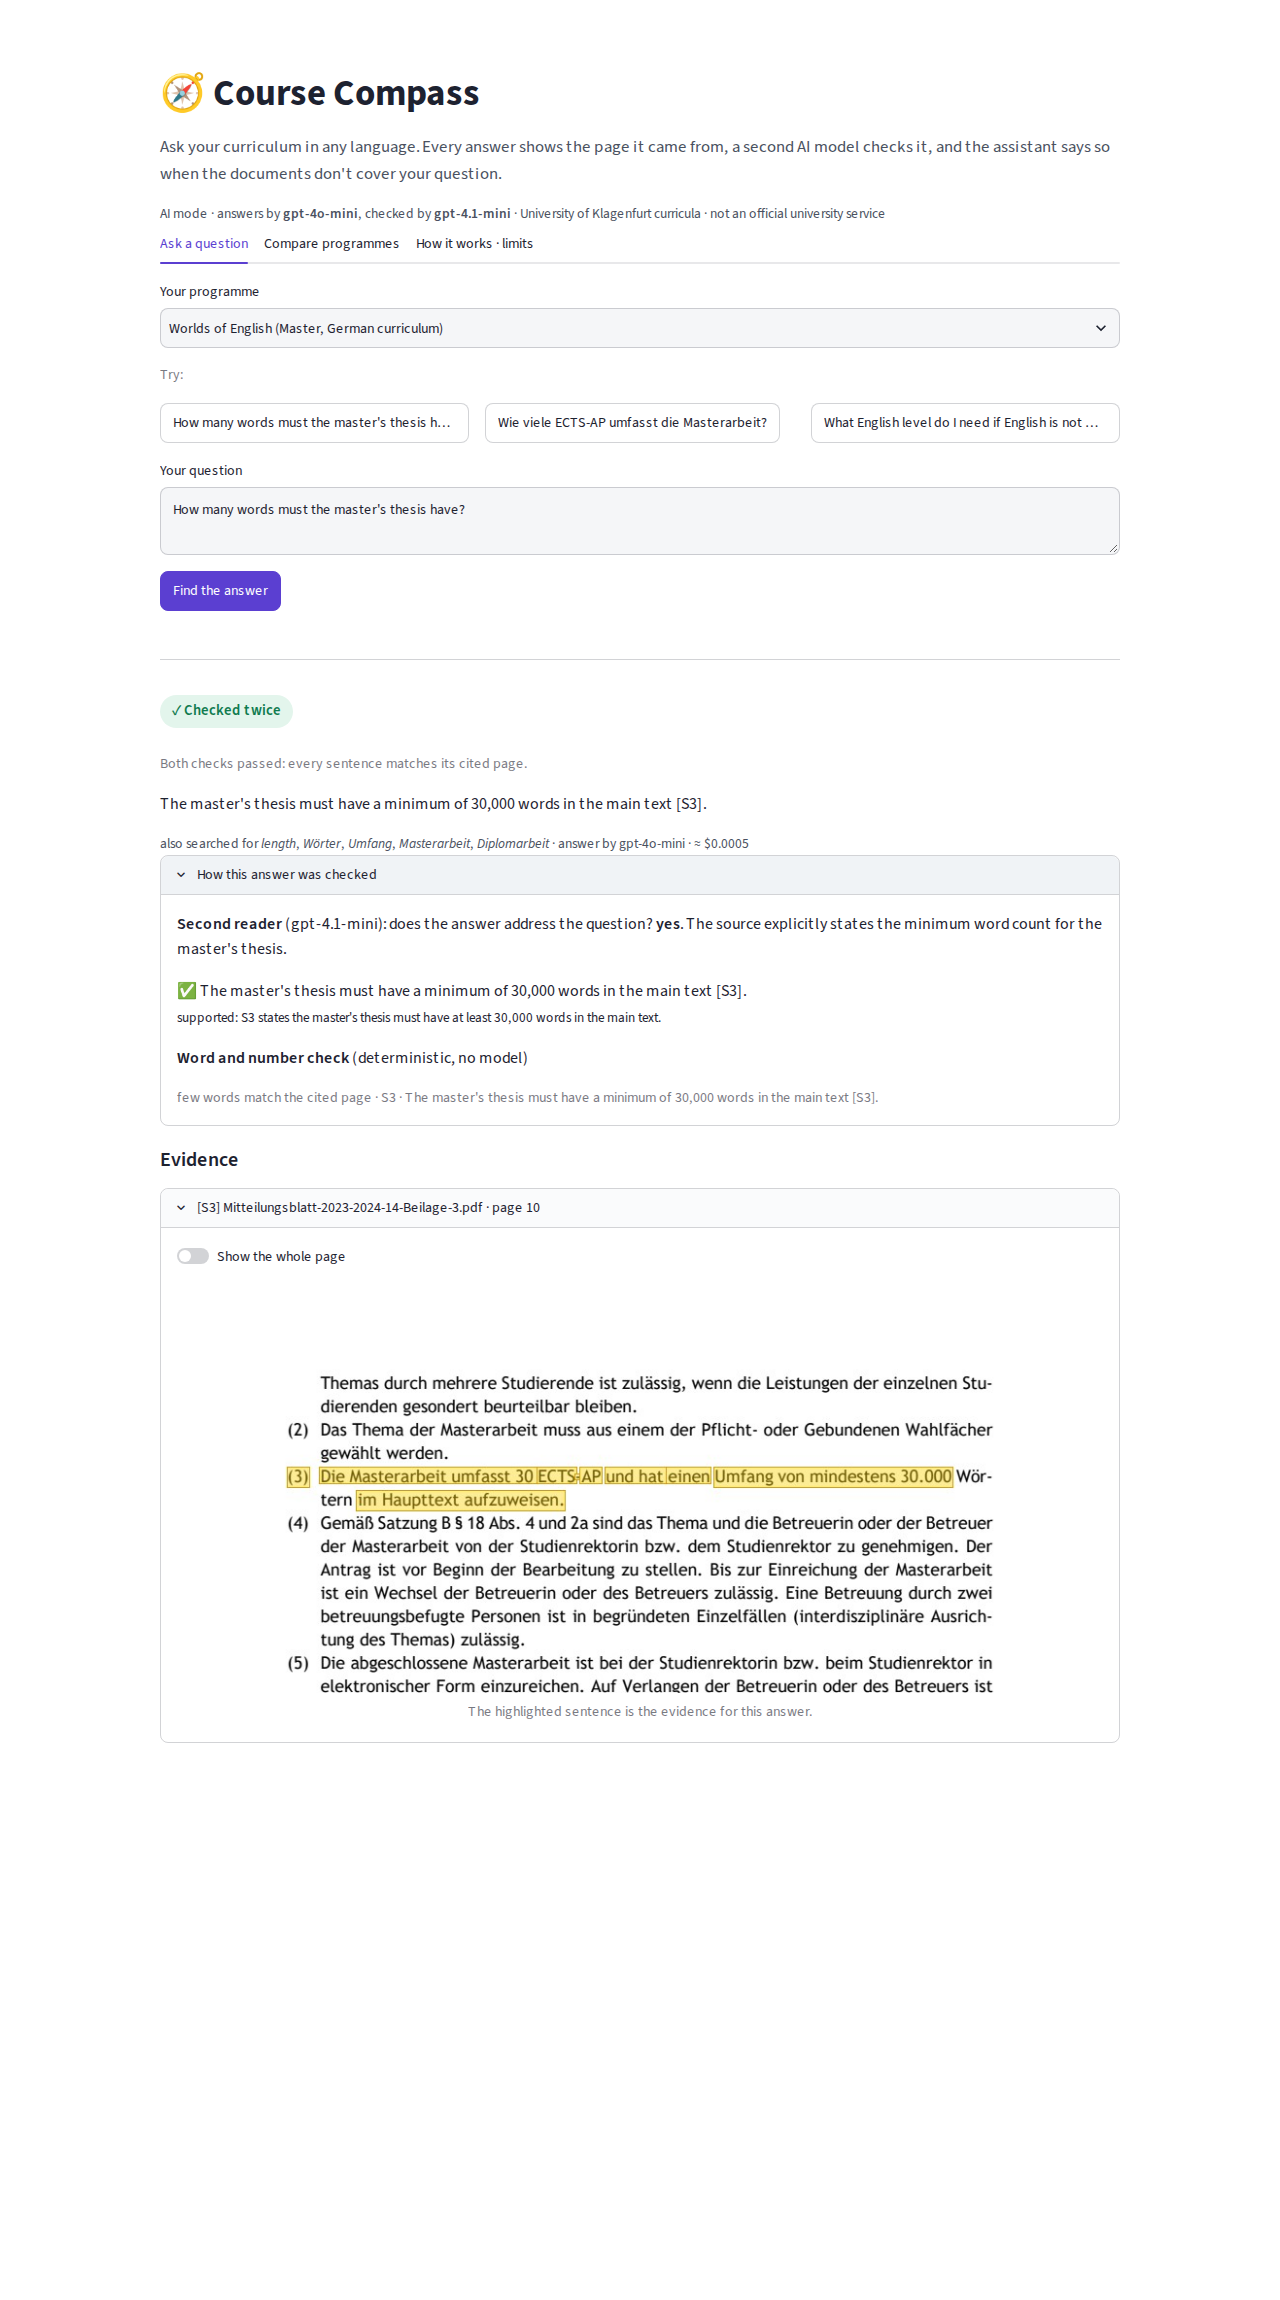 🧭 Course Compass
Ask your curriculum in any language. Every answer shows the page it came from, a second AI model checks it, and the assistant says so
when the documents don't cover your question.
AI mode · answers by gpt-4o-mini, checked by gpt-4.1-mini · University of Klagenfurt curricula · not an official university service
Ask a question
Compare programmes
How it works · limits
Your programme
Worlds of English (Master, German curriculum)
Try:
How many words must the master's thesis h...
Wie viele ECTS-AP umfasst die Masterarbeit?
What English level do I need if English is not ...
Your question
How many words must the master's thesis have?
Find the answer
✓ Checked twice
Both checks passed: every sentence matches its cited page.
The master's thesis must have a minimum of 30,000 words in the main text [S3].
also searched for length, Wörter, Umfang, Masterarbeit, Diplomarbeit · answer by gpt-4o-mini · ≈ $0.0005
How this answer was checked
Second reader (gpt-4.1-mini): does the answer address the question? yes. The source explicitly states the minimum word count for the
master's thesis.
✅ The master's thesis must have a minimum of 30,000 words in the main text [S3].
supported: S3 states the master's thesis must have at least 30,000 words in the main text.
Word and number check (deterministic, no model)
few words match the cited page · S3 · The master's thesis must have a minimum of 30,000 words in the main text [S3].
Evidence
[S3] Mitteilungsblatt-2023-2024-14-Beilage-3.pdf · page 10
Show the whole page
Themas durch mehrere Studierende ist zulässig, wenn die Leistungen der einzelnen Stu-
dierenden gesondert beurteilbar bleiben.
(2) Das Thema der Masterarbeit muss aus einem der Pflicht- oder Gebundenen Wahlfächer
gewählt werden.
(3) Die Masterarbeit umfasst 30 ECTS-AP und hat einen Umfang von mindestens 30.000 Wör-
tern im Haupttext aufzuweisen.
(4) Gemäß Satzung B § 18 Abs. 4 und 2a sind das Thema und die Betreuerin oder der Betreuer
der Masterarbeit von der Studienrektorin bzw. dem Studienrektor zu genehmigen. Der
Antrag ist vor Beginn der Bearbeitung zu stellen. Bis zur Einreichung der Masterarbeit
ist ein Wechsel der Betreuerin oder des Betreuers zulässig. Eine Betreuung durch zwei
betreuungsbefugte Personen ist in begründeten Einzelfällen (interdisziplinäre Ausrich-
tung des Themas) zulässig.
(5) Die abgeschlossene Masterarbeit ist bei der Studienrektorin bzw. beim Studienrektor in
elektronischer Form einzureichen. Auf Verlangen der Betreuerin oder des Betreuers ist
The highlighted sentence is the evidence for this answer.